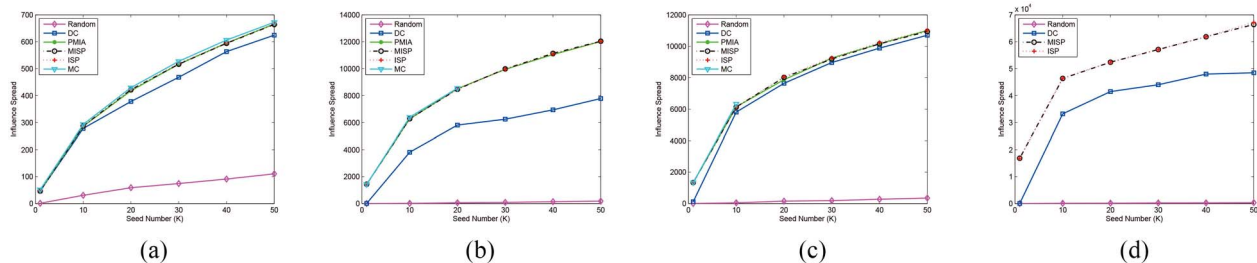 700
600
500
400
300
200
100
0
0
10
20
30
40
50
Influence Spread
Seed Number (K)
Random
DC
PMIA
MISP
ISP
MC
(a)
14000
12000
10000
8000
6000
4000
2000
0
0
10
20
30
40
50
Influence Spread
Seed Number (K)
Random
DC
PMIA
MISP
ISP
MC
(b)
12000
10000
8000
6000
4000
2000
0
0
10
20
30
40
50
Influence Spread
Seed Number (K)
Random
DC
PMIA
MISP
ISP
MC
(c)
7 x 10⁴
6
5
4
3
2
1
0
0
10
20
30
40
50
Influence Spread
Seed Number (K)
Random
DC
MISP
ISP
(d)